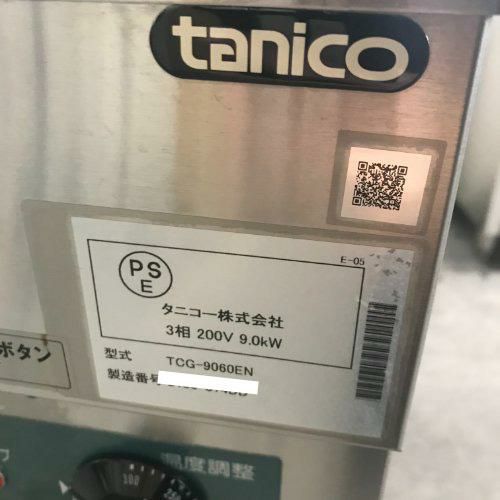 tanico
E-05
PS
E
タニコー株式会社
3相 200V 9.0kW
型式 TCG-9060EN
製造番号
ボタン
温度調整
300